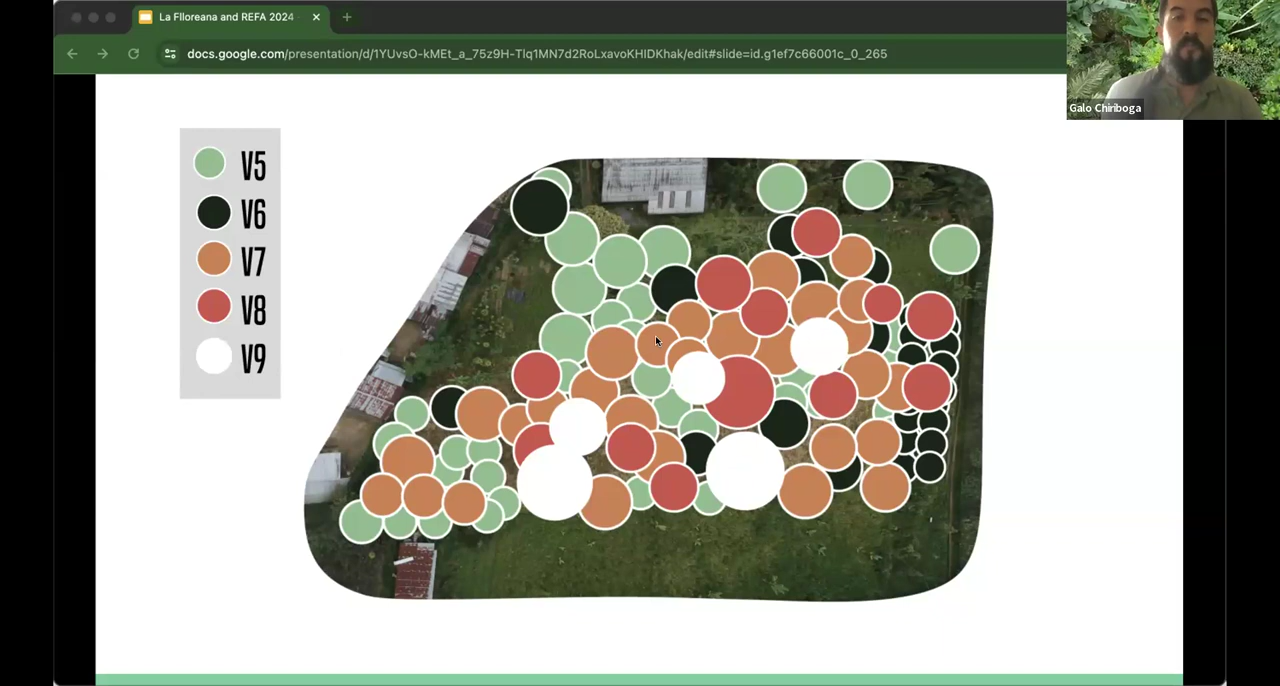 La Flloreana and REFA 2024
docs.google.com/presentation/d/1YUvsO-kMEt_a_75z9H-Tlq1MN7d2RoLxavoKHIDKhak/edit#slide=id.g1ef7c66001c_0_265
Galo Chiriboga
V5
V6
V7
V8
V9